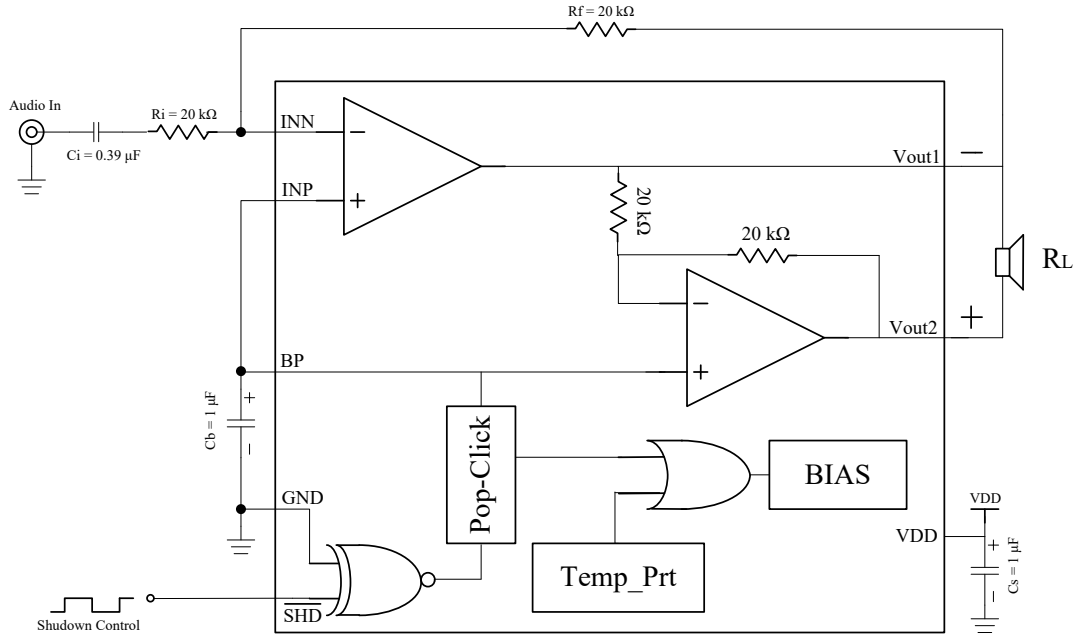 Rf = 20 kΩ
Audio In
Ri = 20 kΩ
Ci = 0.39 µF
INN
−
INP
+
Vout1
−
20 kΩ
20 kΩ
RL
−
Vout2
+
BP
+
Cb = 1 µF
+
−
Pop-Click
BIAS
GND
VDD
VDD
Temp_Prt
+
Cs = 1 µF
−
SHD
Shudown Control